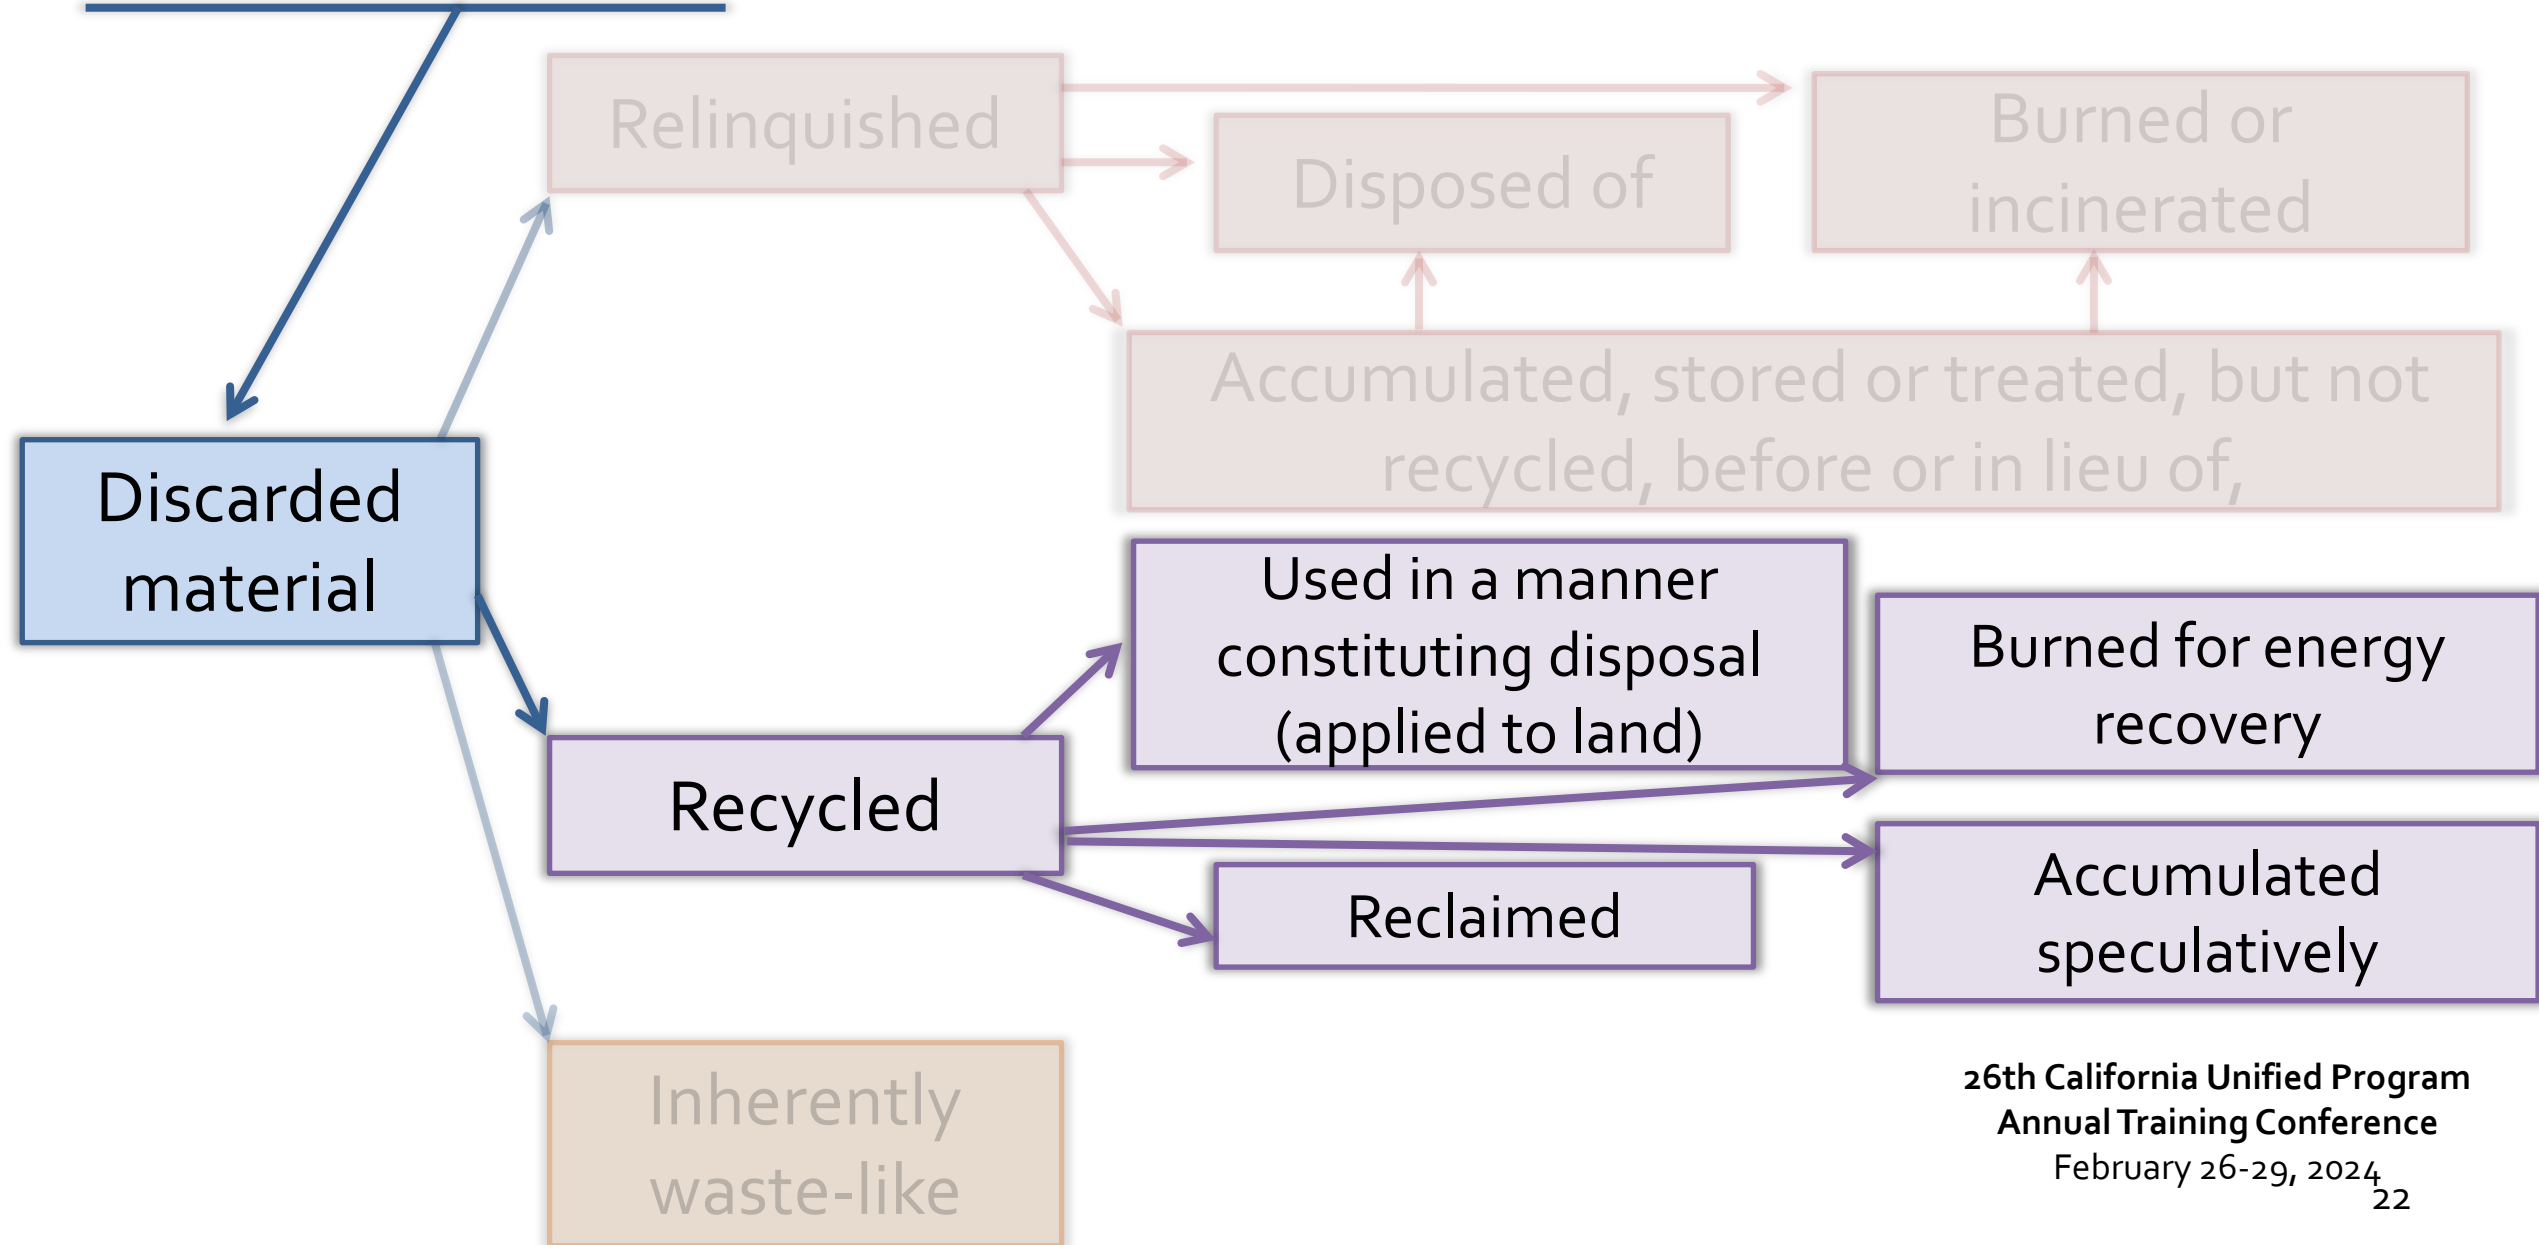 Relinquished
Burned or
incinerated
Disposed of
Accumulated, stored or treated, but not
recycled, before or in lieu of,
Discarded
material
Used in a manner
constituting disposal
(applied to land)
Burned for energy
recovery
Recycled
Reclaimed
Accumulated
speculatively
Inherently
waste-like
26th California Unified Program
Annual Training Conference
February 26-29, 2024
22